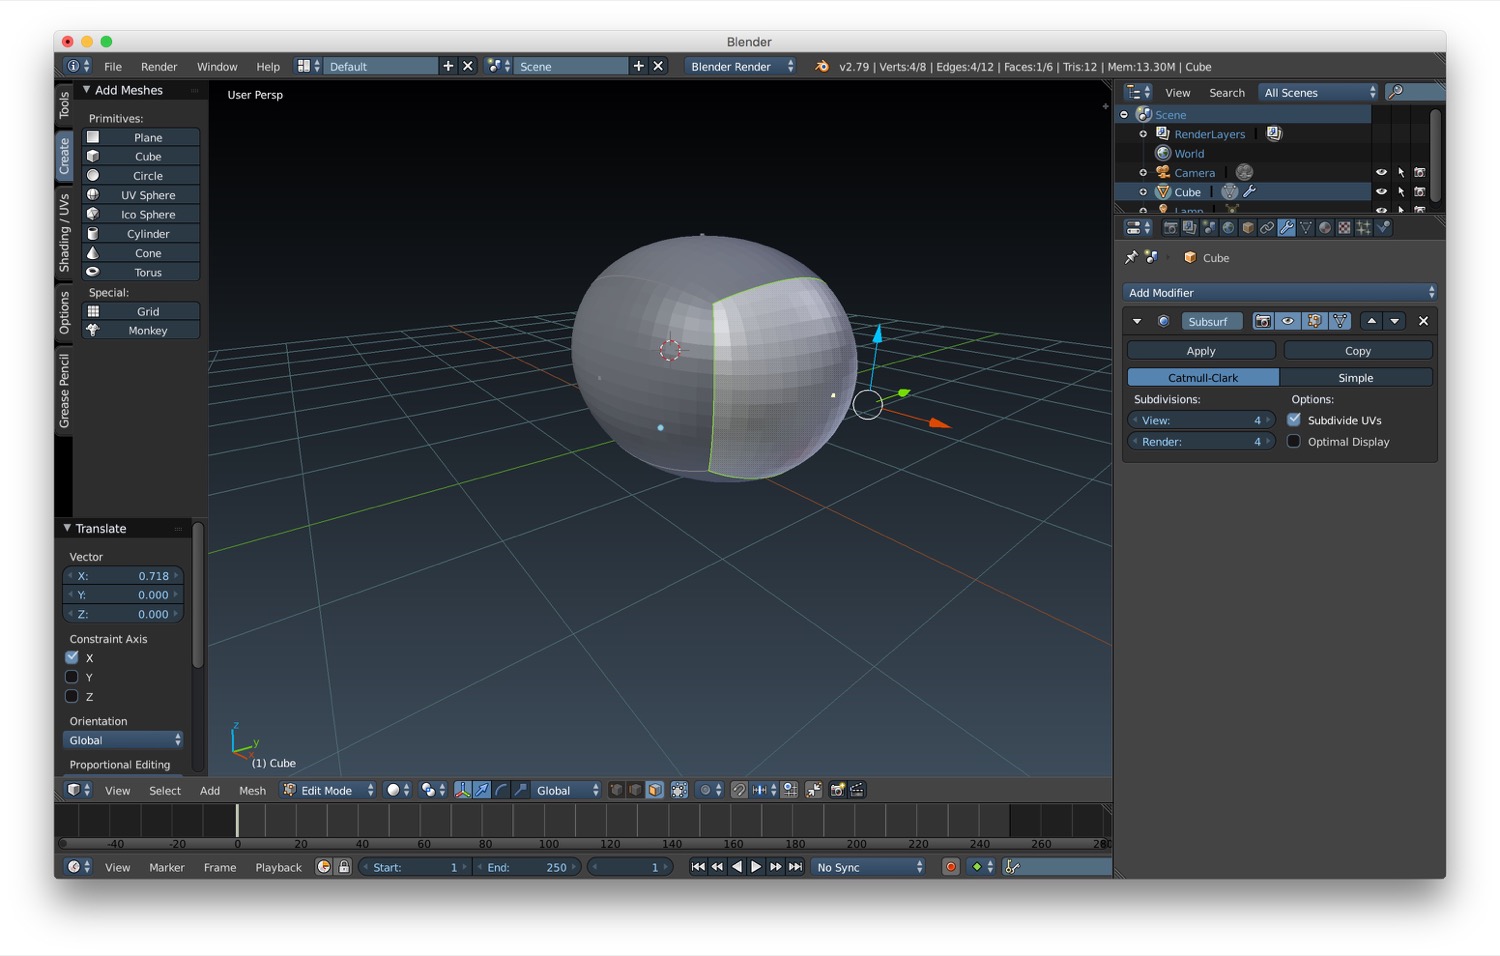 Blender
File Render Window Help Default Scene Blender Render v2.79 | Verts:4/8 | Edges:4/12 | Faces:1/6 | Tris:12 | Mem:13.30M | Cube
Tools
Create
Shading / UVs
Options
Grease Pencil
Add Meshes
Primitives:
Plane
Cube
Circle
UV Sphere
Ico Sphere
Cylinder
Cone
Torus
Special:
Grid
Monkey
Translate
Vector
X: 0.718
Y: 0.000
Z: 0.000
Constraint Axis
X
Y
Z
Orientation
Global
Proportional Editing
User Persp
z
y
x
(1) Cube
View Select Add Mesh Edit Mode Global
-40 -20 0 20 40 60 80 100 120 140 160 180 200 220 240 260 280
View Marker Frame Playback Start: 1 End: 250 1 No Sync
View Search All Scenes
Scene
RenderLayers
World
Camera
Cube
Lamp
Cube
Add Modifier
Subsurf
Apply Copy
Catmull-Clark Simple
Subdivisions: Options:
View: 4 Subdivide UVs
Render: 4 Optimal Display